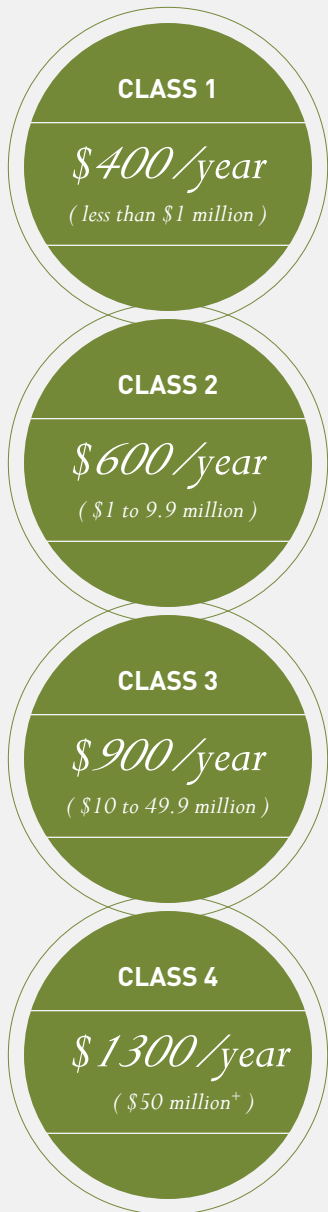 CLASS 1
$400/year
( less than $1 million )
CLASS 2
$600/year
( $1 to 9.9 million )
CLASS 3
$900/year
( $10 to 49.9 million )
CLASS 4
$1300/year
( $50 million+ )